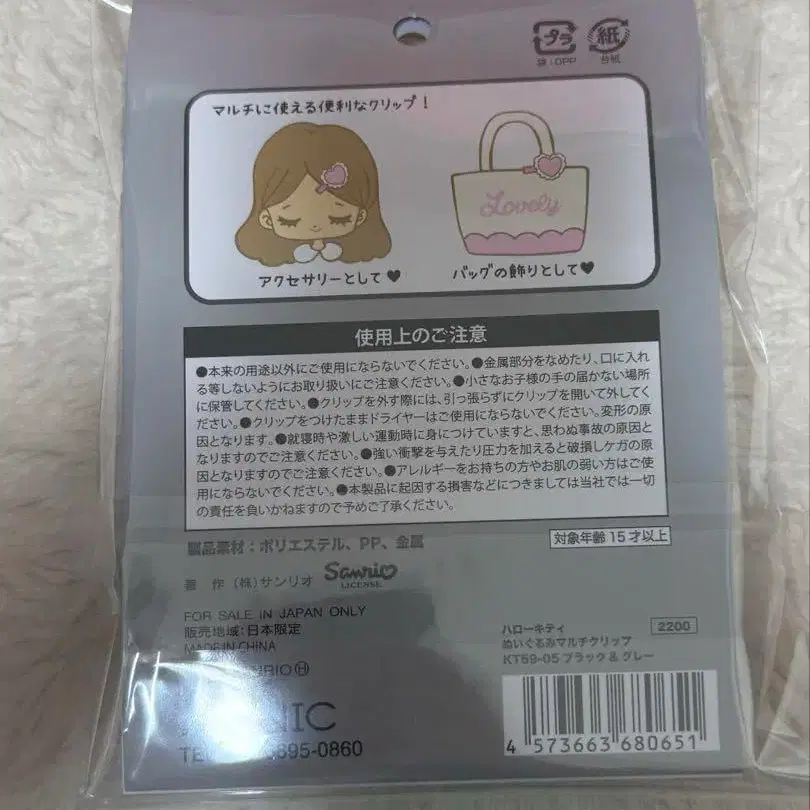 プラ
袋:OPP
紙
台紙
マルチに使える便利なクリップ!
Lovely
アクセサリーとして♥
バッグの飾りとして♥
使用上のご注意
●本来の用途以外にご使用にならないでください。●金属部分をなめたり、口に入れ
る等しないようにお取り扱いにご注意ください。●小さなお子様の手の届かない場所
に保管してください。●クリップを外す際には、引っ張らずにクリップを開いて外してく
ださい。●クリップをつけたままドライヤーはご使用にならないでください。変形の原
因となります。●就寝時や激しい運動時に身につけていますと、思わぬ事故の原因と
なりますのでご注意ください。●強い衝撃を与えたり圧力を加えると破損しケガの原
因となりますのでご注意ください。●アレルギーをお持ちの方やお肌の弱い方はご使
用にならないでください。●本製品に起因する損害などにつきましては当社では一切
の責任を負いかねますので予めご了承ください。
製品素材:ポリエステル、PP、金属
対象年齢15才以上
著 作 (株)サンリオ Sanrio LICENSE
FOR SALE IN JAPAN ONLY
販売地域:日本限定
MADE IN CHINA
NIC
0860
ハローキティ 2200
ぬいぐるみマルチクリップ
KT59-05 ブラック&グレー
4 573663 680651